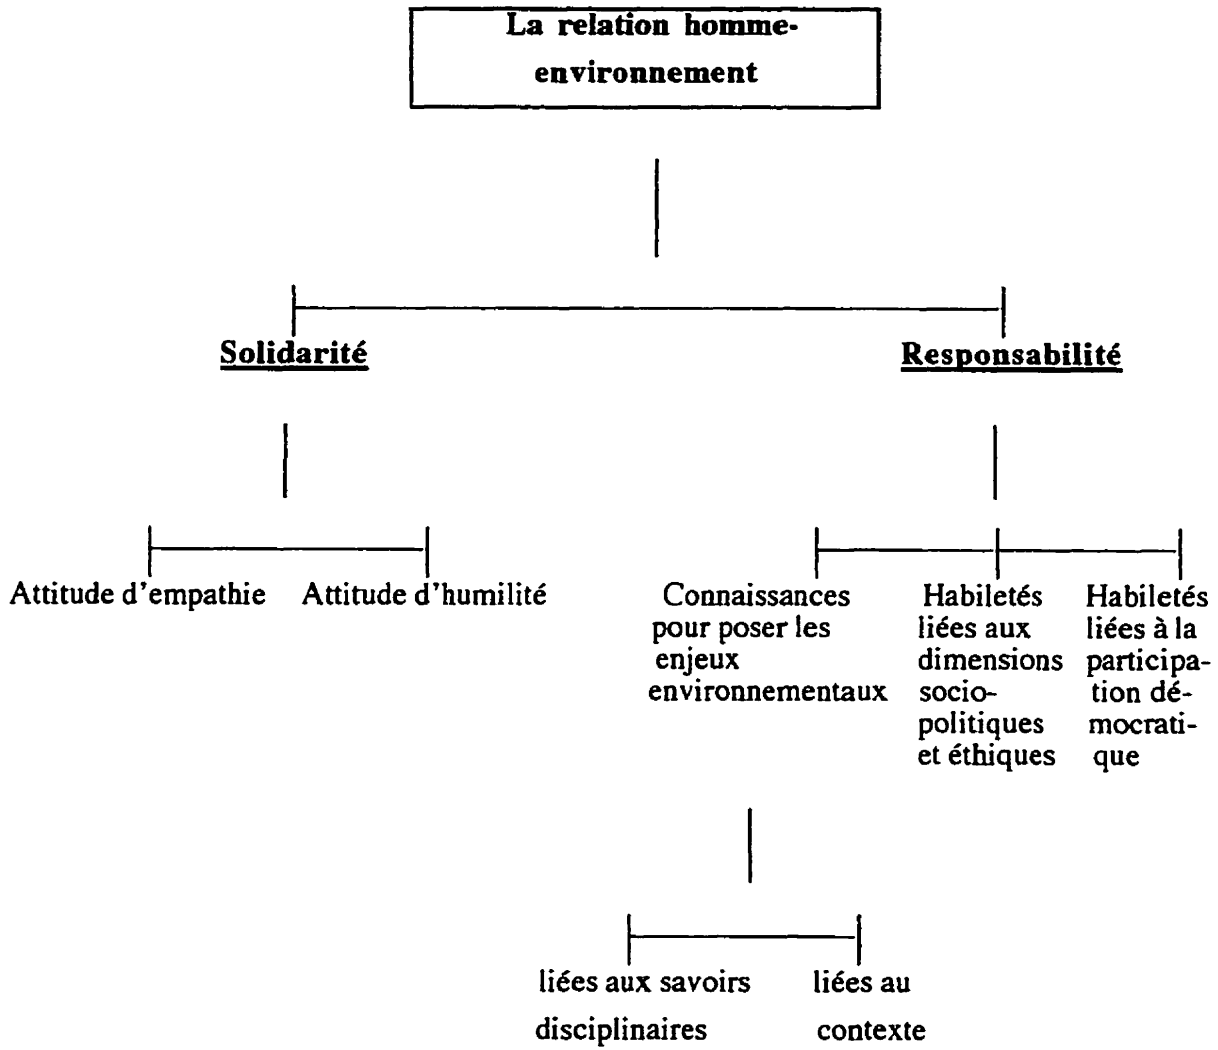 La relation homme-
environnement
Solidarité
Responsabilité
Attitude d'empathie
Attitude d'humilité
Connaissances
pour poser les
enjeux
environnementaux
Habiletés
liées aux
dimensions
socio-
politiques
et éthiques
Habiletés
liées à la
participa-
tion dé-
mocrati-
que
liées aux savoirs
disciplinaires
liées au
contexte